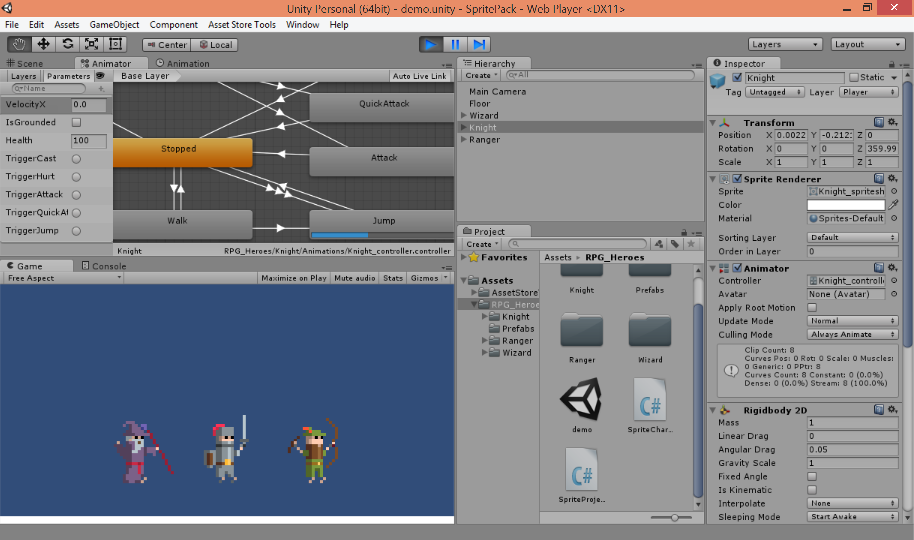 Unity Personal (64bit) - demo.unity - SpritePack - Web Player <DX11>
File Edit Assets GameObject Component Asset Store Tools Window Help
Center Local Layers Layout
Scene Animator Animation
Layers Parameters Base Layer Auto Live Link
Name
VelocityX 0.0
IsGrounded
Health 100
TriggerCast
TriggerHurt
TriggerAttack
TriggerQuickAt
TriggerJump
QuickAttack
Stopped
Attack
Walk
Jump
Knight RPG_Heroes/Knight/Animations/Knight_controller.controller
Game Console
Free Aspect Maximize on Play Mute audio Stats Gizmos
Hierarchy
Create All
Main Camera
Floor
Wizard
Knight
Ranger
Project
Create
Favorites
Assets
AssetStore
RPG_Heroe
Knight
Prefabs
Ranger
Wizard
Assets RPG_Heroes
Knight Prefabs
Ranger Wizard
C#
demo SpriteChar...
C#
SpriteProje...
Inspector
Knight Static
Tag Untagged Layer Player
Transform
Position X 0.0022 Y -0.212 Z 0
Rotation X 0 Y 0 Z 359.99
Scale X 1 Y 1 Z 1
Sprite Renderer
Sprite Knight_spritesh
Color
Material Sprites-Default
Sorting Layer Default
Order in Layer 0
Animator
Controller Knight_controlle
Avatar None (Avatar)
Apply Root Motion
Update Mode Normal
Culling Mode Always Animate
Clip Count: 8
Curves Pos: 0 Rot: 0 Scale: 0 Muscles:
0 Generic: 0 PPtr: 8
Curves Count: 8 Constant: 0 (0.0%)
Dense: 0 (0.0%) Stream: 8 (100.0%)
Rigidbody 2D
Mass 1
Linear Drag 0
Angular Drag 0.05
Gravity Scale 1
Fixed Angle
Is Kinematic
Interpolate None
Sleeping Mode Start Awake